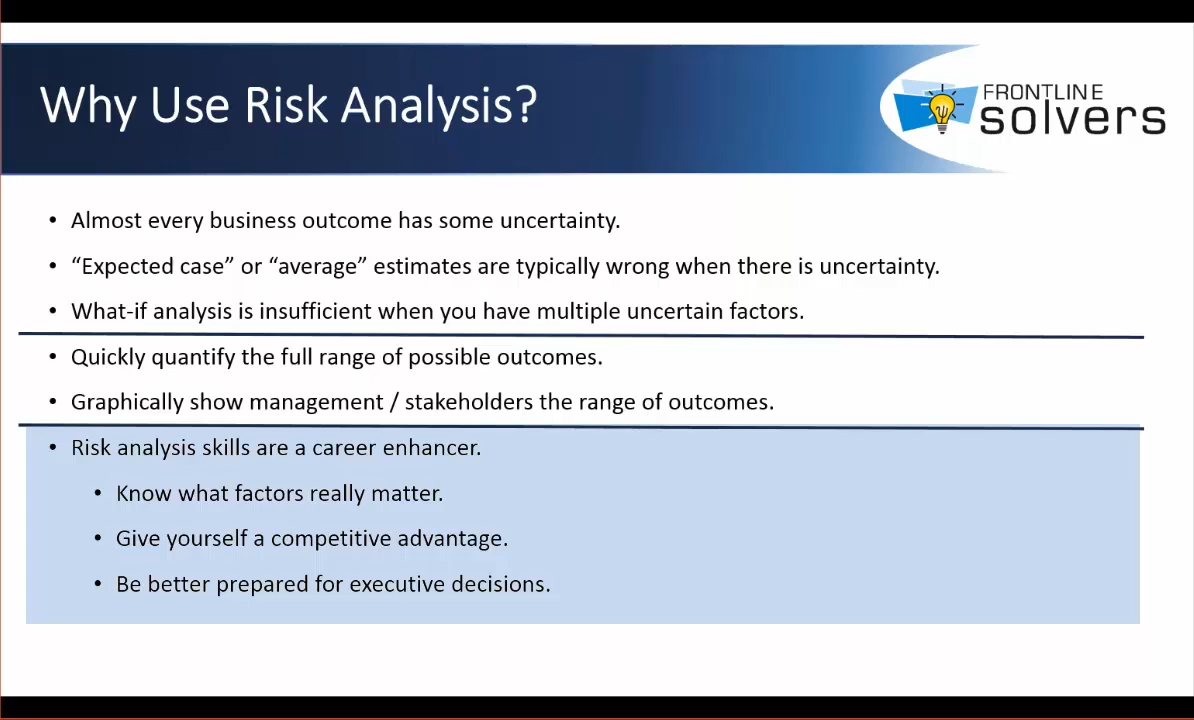 Why Use Risk Analysis?
FRONTLINE
solvers
• Almost every business outcome has some uncertainty.
• “Expected case” or “average” estimates are typically wrong when there is uncertainty.
• What-if analysis is insufficient when you have multiple uncertain factors.
• Quickly quantify the full range of possible outcomes.
• Graphically show management / stakeholders the range of outcomes.
• Risk analysis skills are a career enhancer.
• Know what factors really matter.
• Give yourself a competitive advantage.
• Be better prepared for executive decisions.